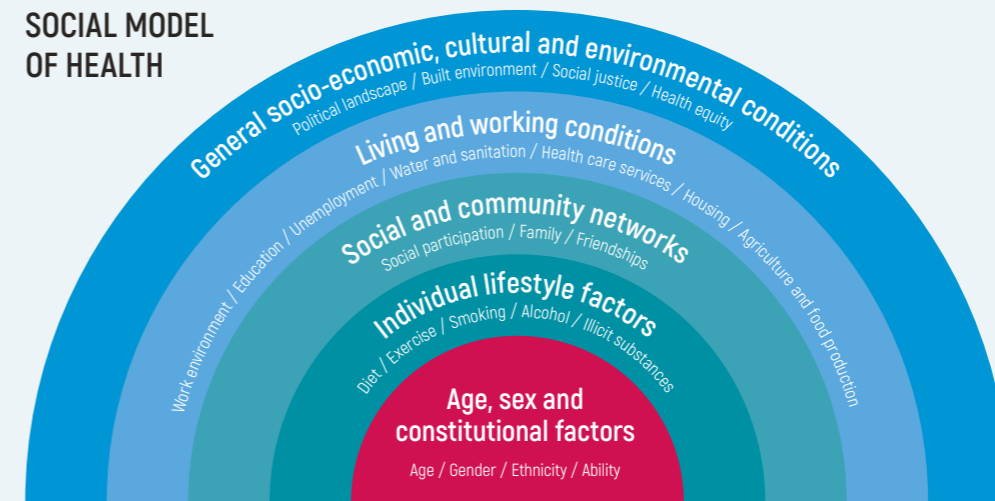 SOCIAL MODEL
OF HEALTH
General socio-economic, cultural and environmental conditions
Political landscape / Built environment / Social justice / Health equity
Living and working conditions
Work environment / Education / Unemployment / Water and sanitation / Health care services / Housing / Agriculture and food production
Social and community networks
Social participation / Family / Friendships
Individual lifestyle factors
Diet / Exercise / Smoking / Alcohol / Illicit substances
Age, sex and
constitutional factors
Age / Gender / Ethnicity / Ability